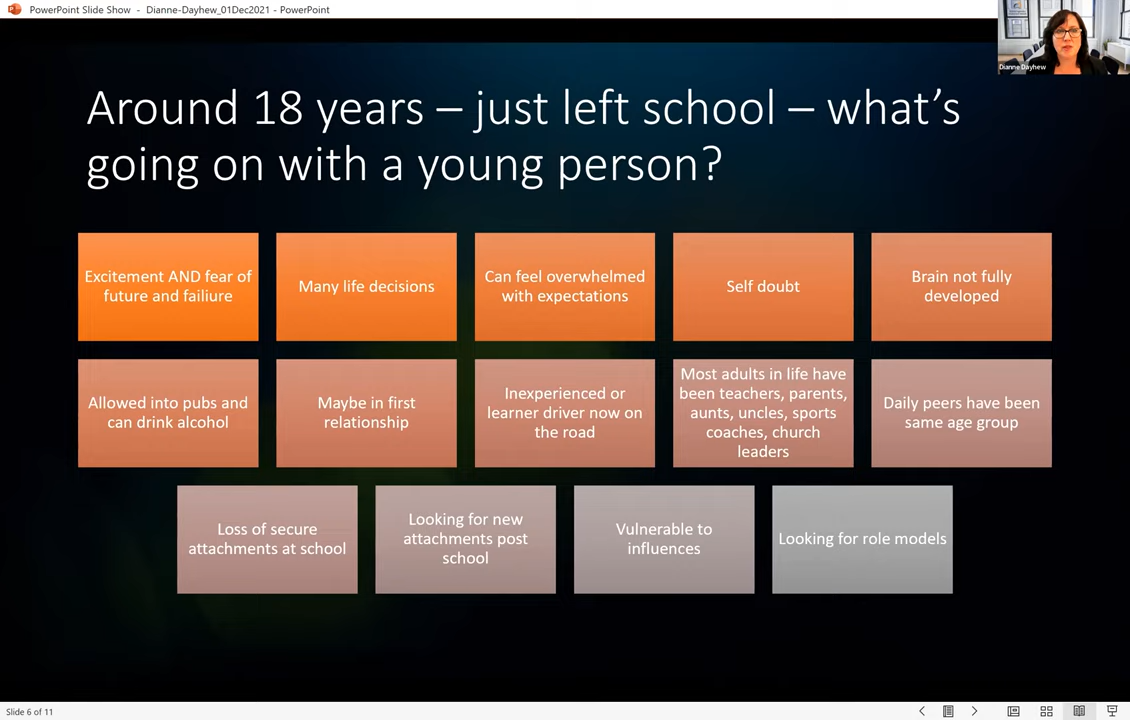 PowerPoint Slide Show - Dianne-Dayhew_01Dec2021 - PowerPoint
Dianne Dayhew
Around 18 years – just left school – what's
going on with a young person?
Excitement AND fear of
future and failiure
Many life decisions
Can feel overwhelmed
with expectations
Self doubt
Brain not fully
developed
Allowed into pubs and
can drink alcohol
Maybe in first
relationship
Inexperienced or
learner driver now on
the road
Most adults in life have
been teachers, parents,
aunts, uncles, sports
coaches, church
leaders
Daily peers have been
same age group
Loss of secure
attachments at school
Looking for new
attachments post
school
Vulnerable to
influences
Looking for role models
Slide 6 of 11